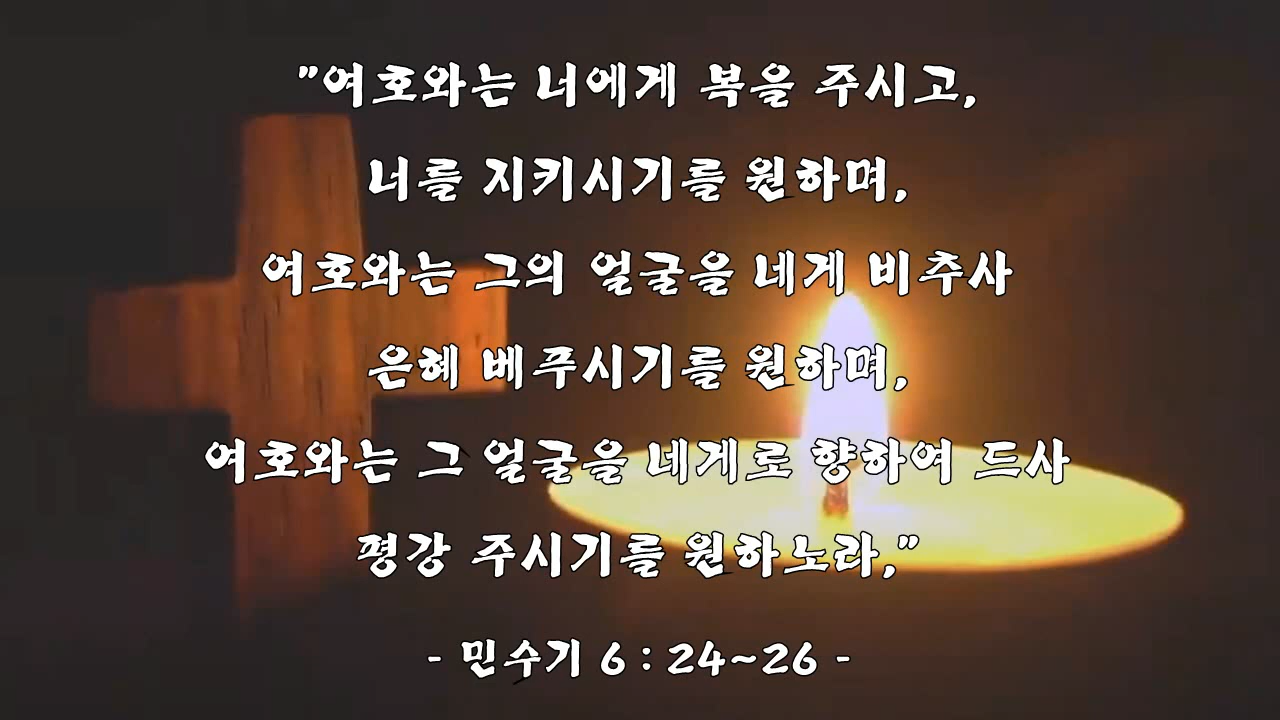 "여호와는 너에게 복을 주시고,
너를 지키시기를 원하며,
여호와는 그의 얼굴을 네게 비추사
은혜 베푸시기를 원하며,
여호와는 그 얼굴을 네게로 향하여 드사
평강 주시기를 원하노라,"
- 민수기 6 : 24~26 -